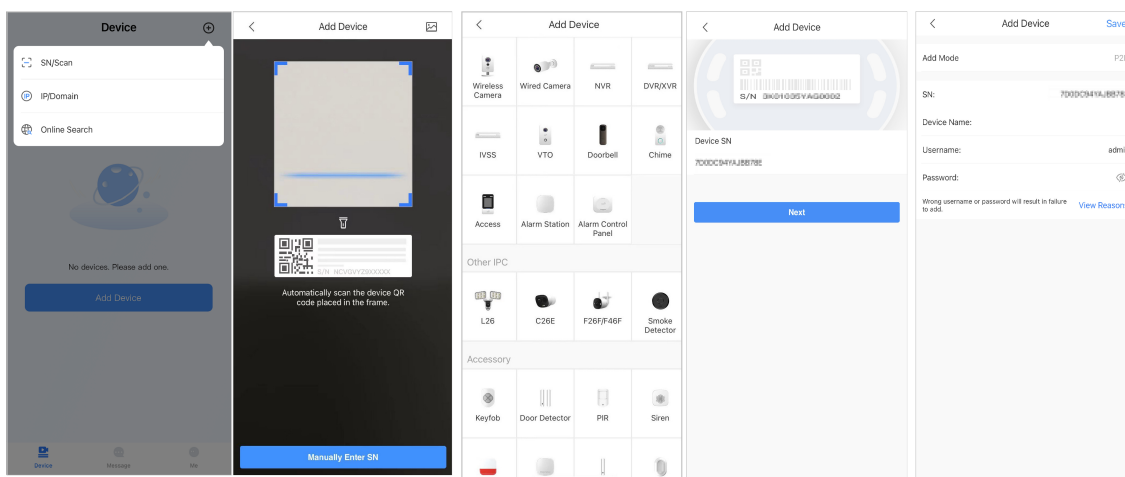 Device
SN/Scan
IP
IP/Domain
Online Search
No devices. Please add one.
Add Device
Device
Message
Me
Add Device
S/N
Automatically scan the device QR
code placed in the frame.
Manually Enter SN
Add Device
Wireless
Camera
Wired Camera
NVR
DVR/XVR
IVSS
VTO
Doorbell
Chime
Access
Alarm Station
Alarm Control
Panel
Other IPC
L26
C26E
F26F/F46F
Smoke
Detector
Accessory
Keyfob
Door Detector
PIR
Siren
Add Device
S/N
Device SN
Next
Add Device
Save
Add Mode
P2
SN:
Device Name:
Username:
admi
Password:
Wrong username or password will result in failure
to add.
View Reason